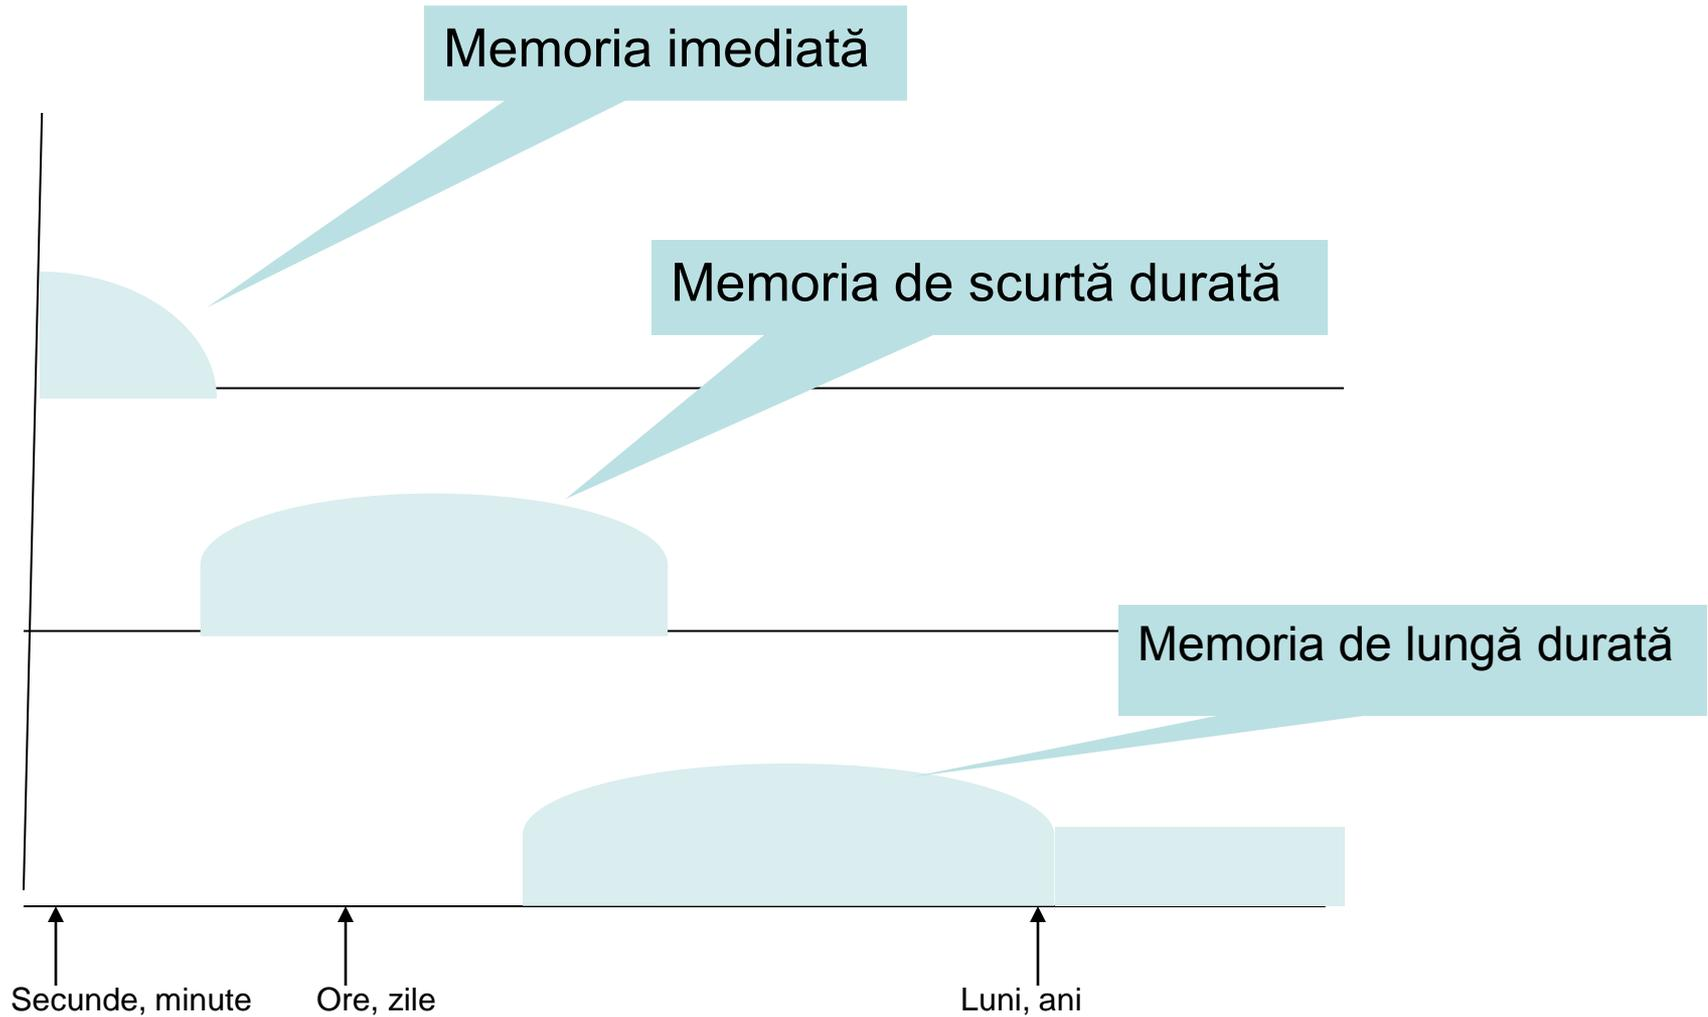 Memoria imediată
Memoria de scurtă durată
Memoria de lungă durată
Secunde, minute
Ore, zile
Luni, ani